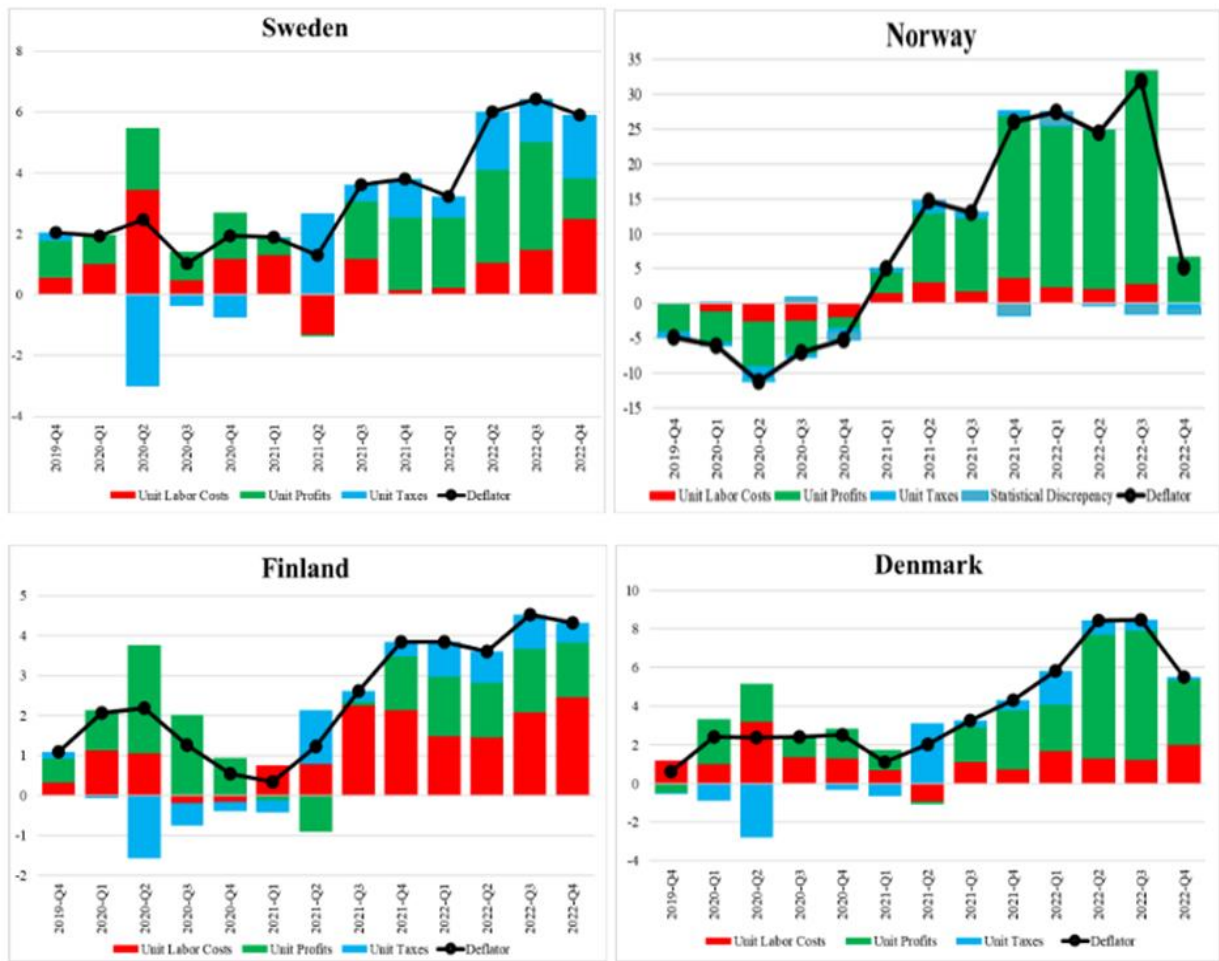 Sweden
8
6
4
2
0
-2
-4
2019-Q4
2020-Q1
2020-Q2
2020-Q3
2020-Q4
2021-Q1
2021-Q2
2021-Q3
2021-Q4
2022-Q1
2022-Q2
2022-Q3
2022-Q4
Unit Labor Costs Unit Profits Unit Taxes Deflator
Norway
35
30
25
20
15
10
5
0
-5
-10
-15
2019-Q4
2020-Q1
2020-Q2
2020-Q3
2020-Q4
2021-Q1
2021-Q2
2021-Q3
2021-Q4
2022-Q1
2022-Q2
2022-Q3
2022-Q4
Unit Labor Costs Unit Profits Unit Taxes Statistical Discrepency Deflator
Finland
5
4
3
2
1
0
-1
-2
2019-Q4
2020-Q1
2020-Q2
2020-Q3
2020-Q4
2021-Q1
2021-Q2
2021-Q3
2021-Q4
2022-Q1
2022-Q2
2022-Q3
2022-Q4
Unit Labor Costs Unit Profits Unit Taxes Deflator
Denmark
10
8
6
4
2
0
-2
-4
2019-Q4
2020-Q1
2020-Q2
2020-Q3
2020-Q4
2021-Q1
2021-Q2
2021-Q3
2021-Q4
2022-Q1
2022-Q2
2022-Q3
2022-Q4
Unit Labor Costs Unit Profits Unit Taxes Deflator